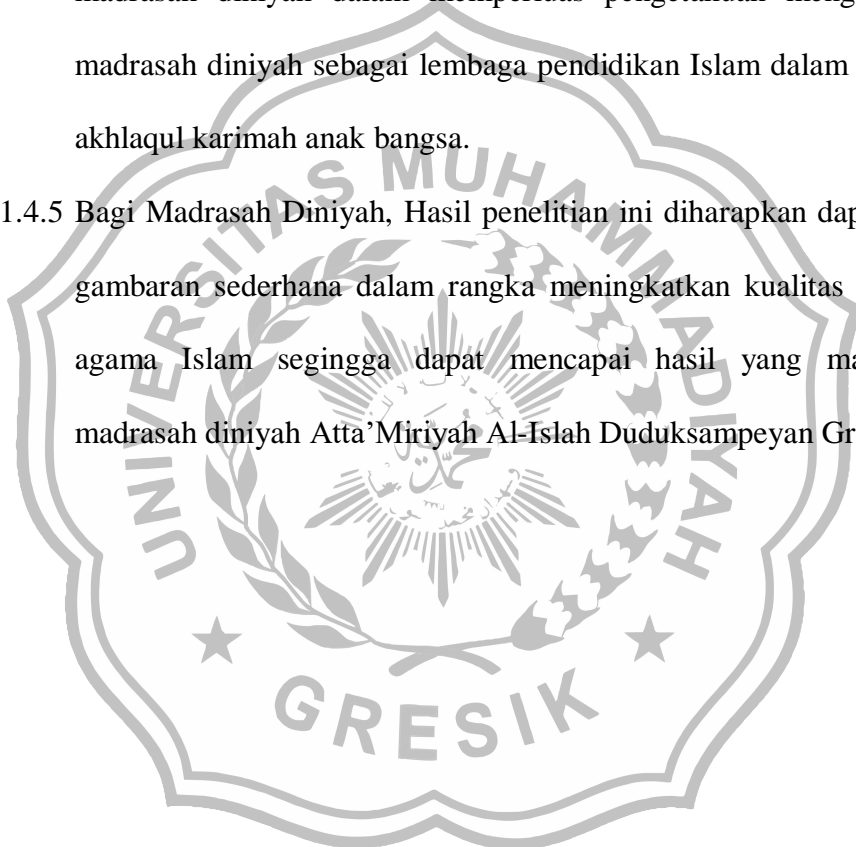 madrasah diniyah dalam memperluas pengetahuan
madrasah diniyah sebagai lembaga pendidikan Islam dalam
akhlaqul karimah anak bangsa.
1.4.5 Bagi Madrasah Diniyah, Hasil penelitian ini diharapkan dap
gambaran sederhana dalam rangka meningkatkan kualitas
agama Islam segingga dapat mencapai hasil yang ma
madrasah diniyah Atta’Miriyah Al-Islah Duduksampeyan Gr
UNIVERSITAS MUHAMMADIYAH
GRESIK